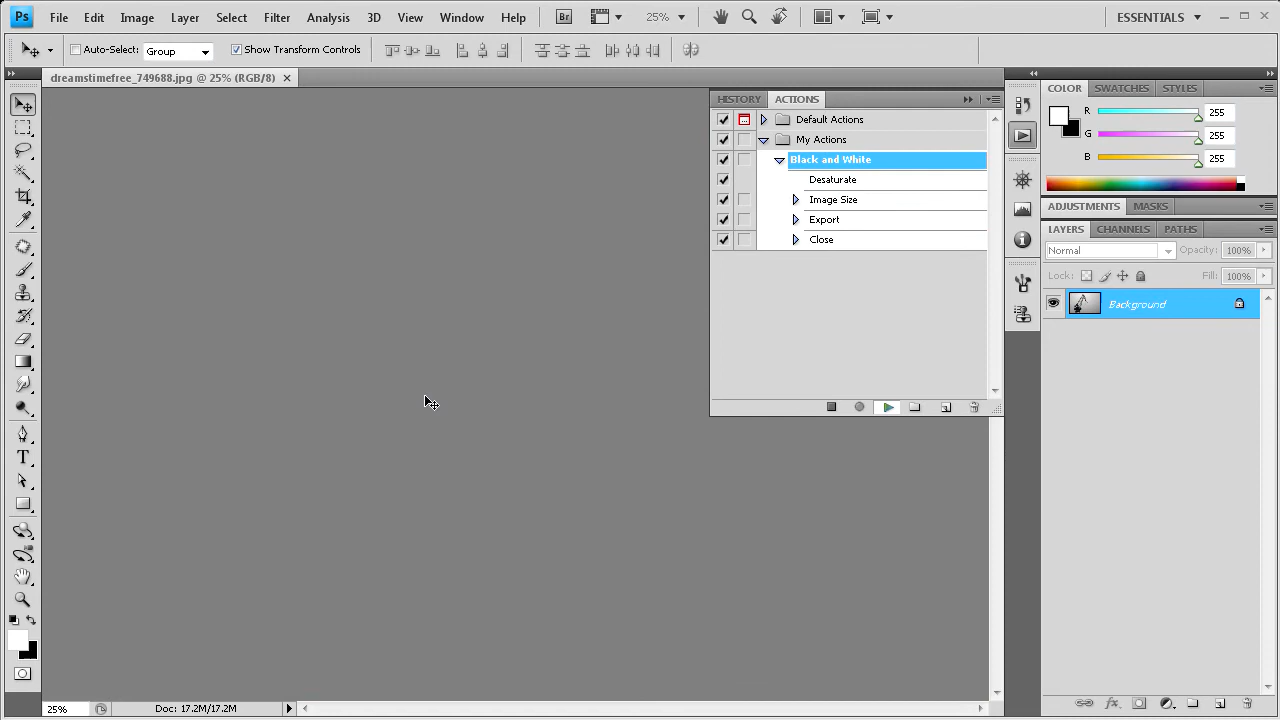 Ps File Edit Image Layer Select Filter Analysis 3D View Window Help Br 25% ESSENTIALS
Auto-Select: Group Show Transform Controls
dreamstimefree_749688.jpg @ 25% (RGB/8)
HISTORY ACTIONS
Default Actions
My Actions
Black and White
Desaturate
Image Size
Export
Close
COLOR SWATCHES STYLES
R 255
G 255
B 255
ADJUSTMENTS MASKS
LAYERS CHANNELS PATHS
Normal Opacity: 100%
Lock: Fill: 100%
Background
T
25% Doc: 17.2M/17.2M